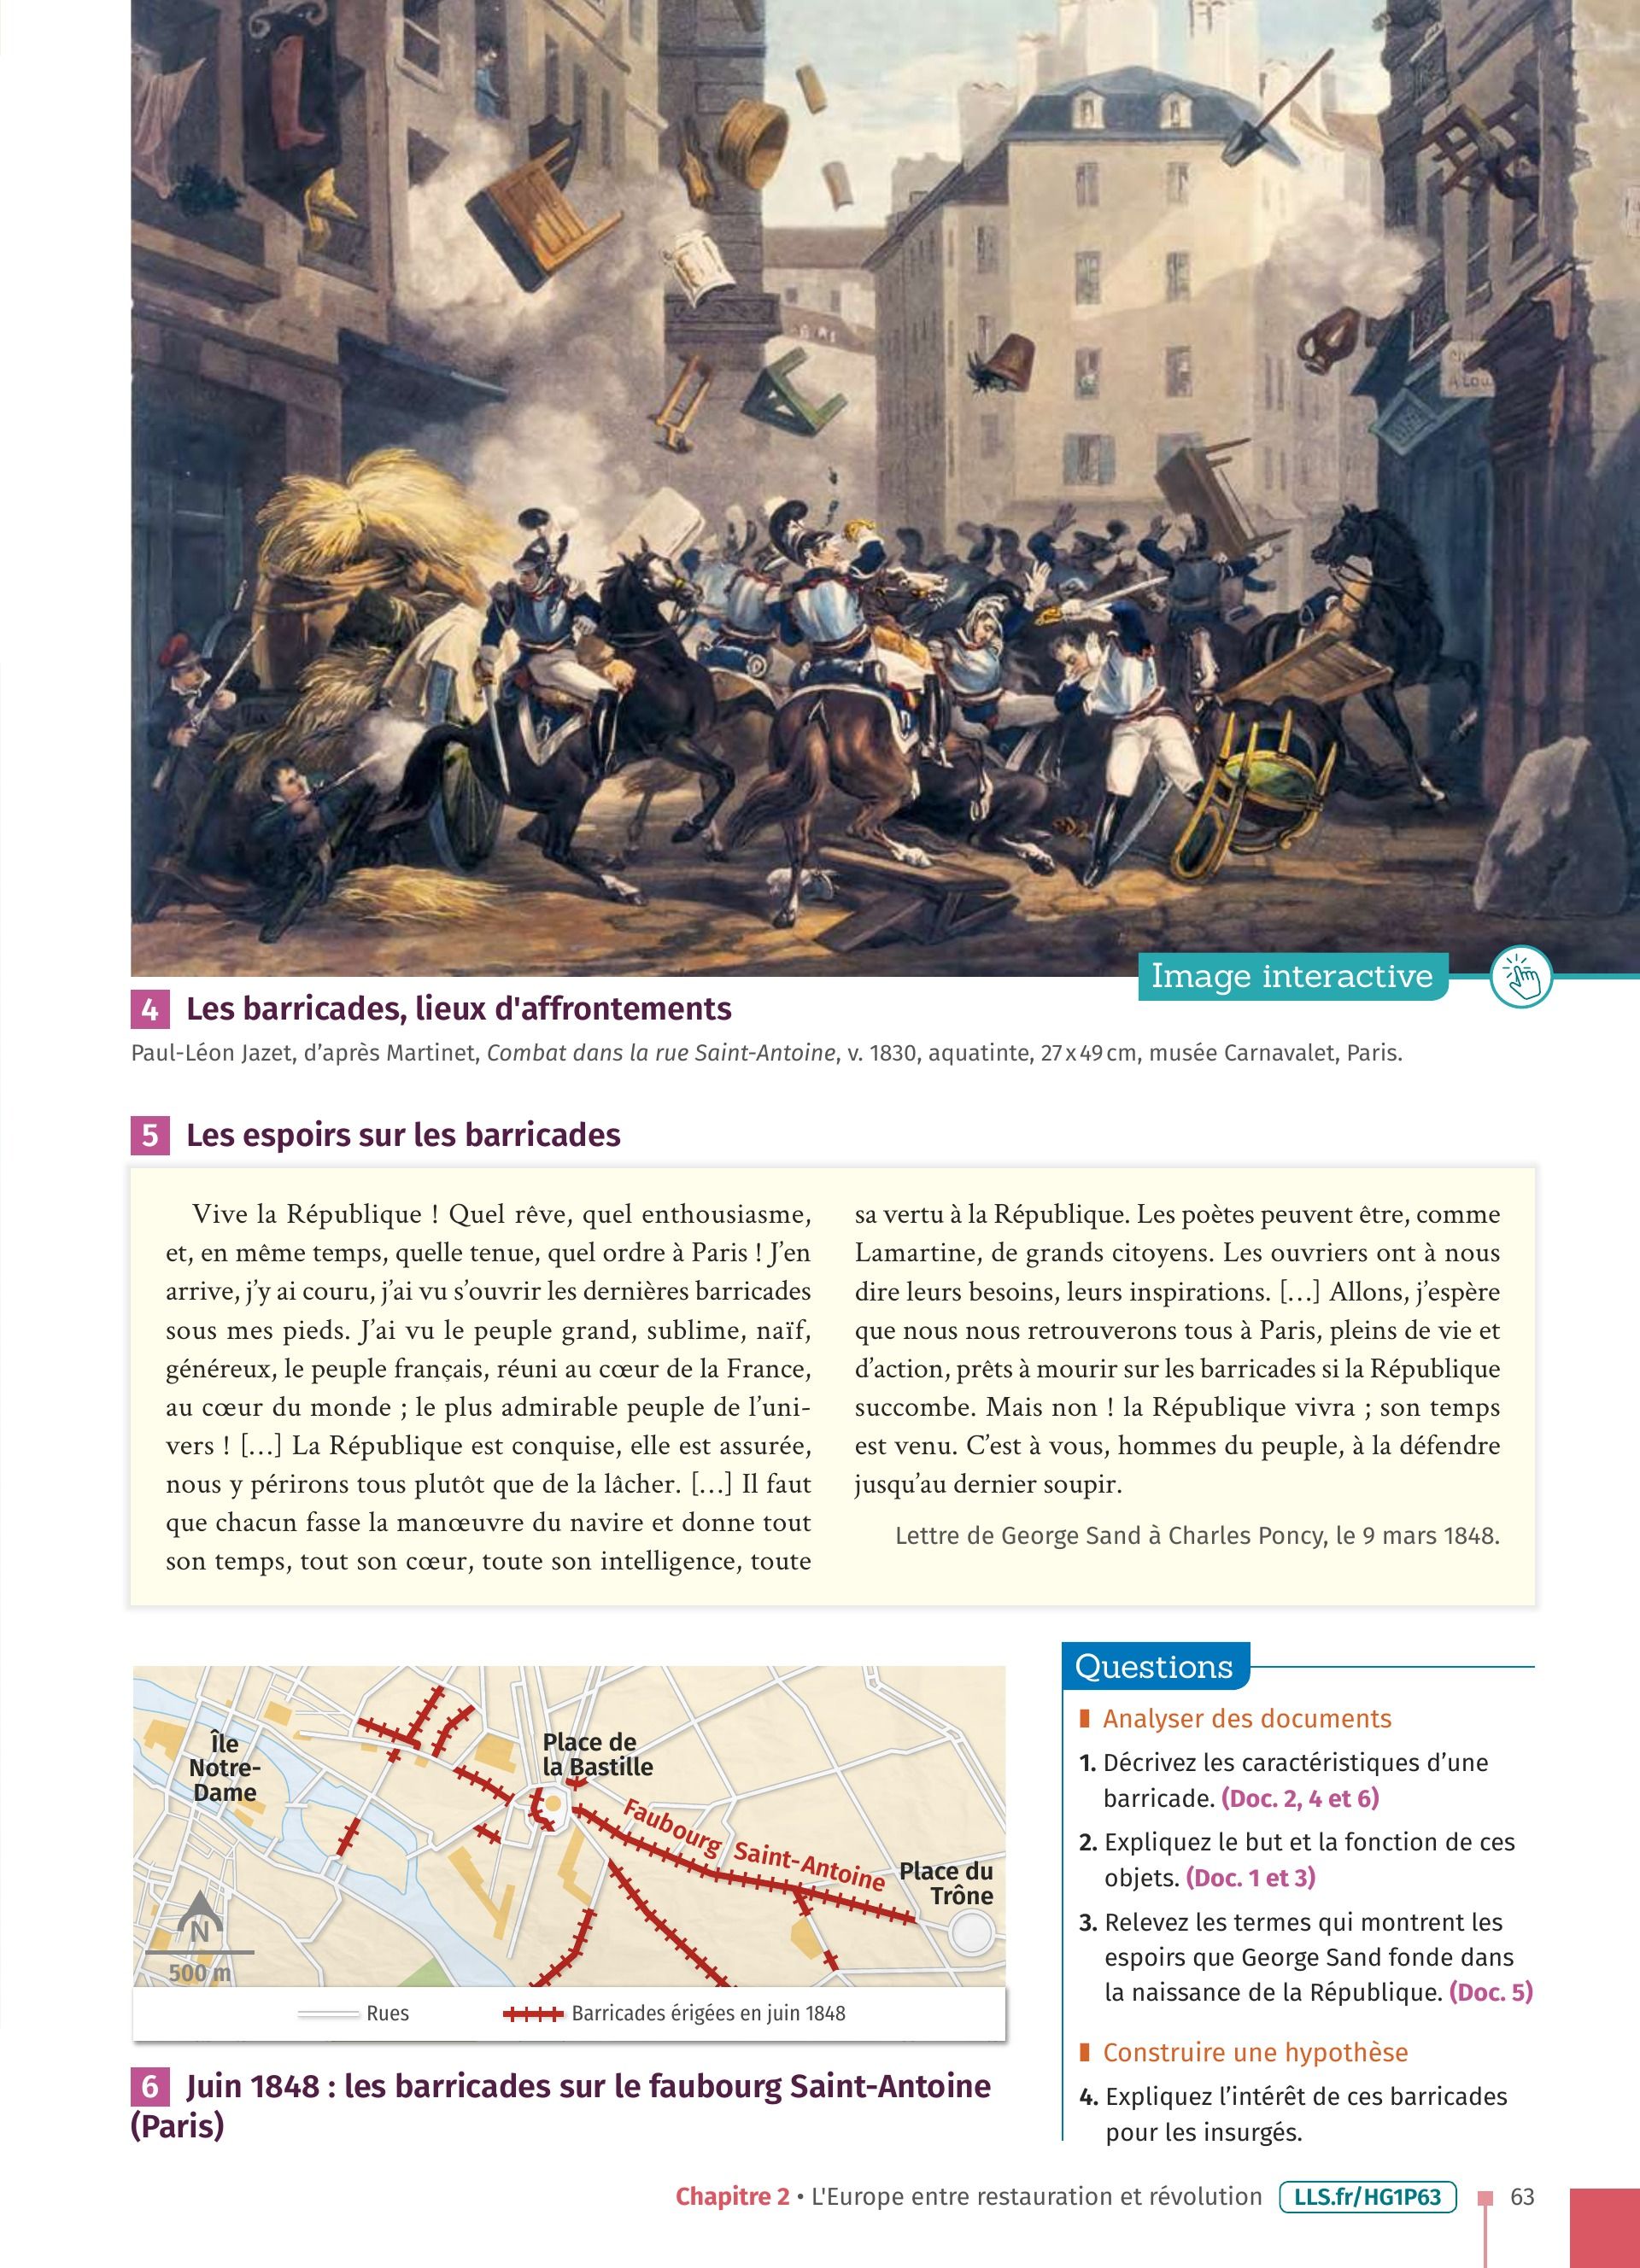 Image interactive
4 Les barricades, lieux d'affrontements
Paul-Léon Jazet, d’après Martinet, Combat dans la rue Saint-Antoine, v. 1830, aquatinte, 27 x 49 cm, musée Carnavalet, Paris.
5 Les espoirs sur les barricades
Vive la République ! Quel rêve, quel enthousiasme,
et, en même temps, quelle tenue, quel ordre à Paris ! J’en
arrive, j’y ai couru, j’ai vu s’ouvrir les dernières barricades
sous mes pieds. J’ai vu le peuple grand, sublime, naïf,
généreux, le peuple français, réuni au cœur de la France,
au cœur du monde ; le plus admirable peuple de l’uni-
vers ! […] La République est conquise, elle est assurée,
nous y périrons tous plutôt que de la lâcher. […] Il faut
que chacun fasse la manœuvre du navire et donne tout
son temps, tout son cœur, toute son intelligence, toute
sa vertu à la République. Les poètes peuvent être, comme
Lamartine, de grands citoyens. Les ouvriers ont à nous
dire leurs besoins, leurs inspirations. […] Allons, j’espère
que nous nous retrouverons tous à Paris, pleins de vie et
d’action, prêts à mourir sur les barricades si la République
succombe. Mais non ! la République vivra ; son temps
est venu. C’est à vous, hommes du peuple, à la défendre
jusqu’au dernier soupir.
Lettre de George Sand à Charles Poncy, le 9 mars 1848.
Île
Notre-
Dame
Place de
la Bastille
Faubourg Saint-Antoine
Place du
Trône
N
500 m
Rues
Barricades érigées en juin 1848
6 Juin 1848 : les barricades sur le faubourg Saint-Antoine
(Paris)
Questions
Analyser des documents
1. Décrivez les caractéristiques d’une
barricade. (Doc. 2, 4 et 6)
2. Expliquez le but et la fonction de ces
objets. (Doc. 1 et 3)
3. Relevez les termes qui montrent les
espoirs que George Sand fonde dans
la naissance de la République. (Doc. 5)
Construire une hypothèse
4. Expliquez l’intérêt de ces barricades
pour les insurgés.
Chapitre 2 • L'Europe entre restauration et révolution LLS.fr/HG1P63 63